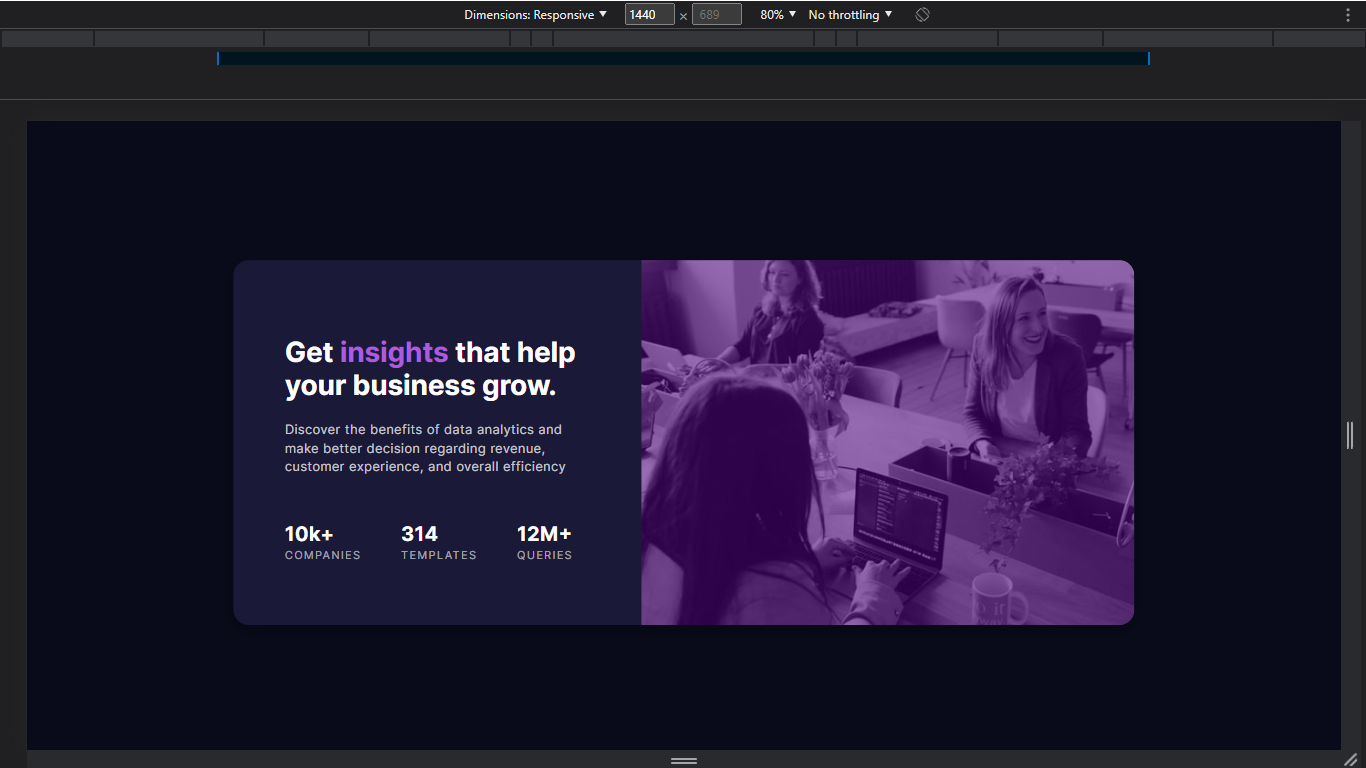 Dimensions: Responsive ▼ 1440 × 689 80% ▼ No throttling ▼
Get insights that help
your business grow.
Discover the benefits of data analytics and
make better decision regarding revenue,
customer experience, and overall efficiency
10k+ 314 12M+
COMPANIES TEMPLATES QUERIES